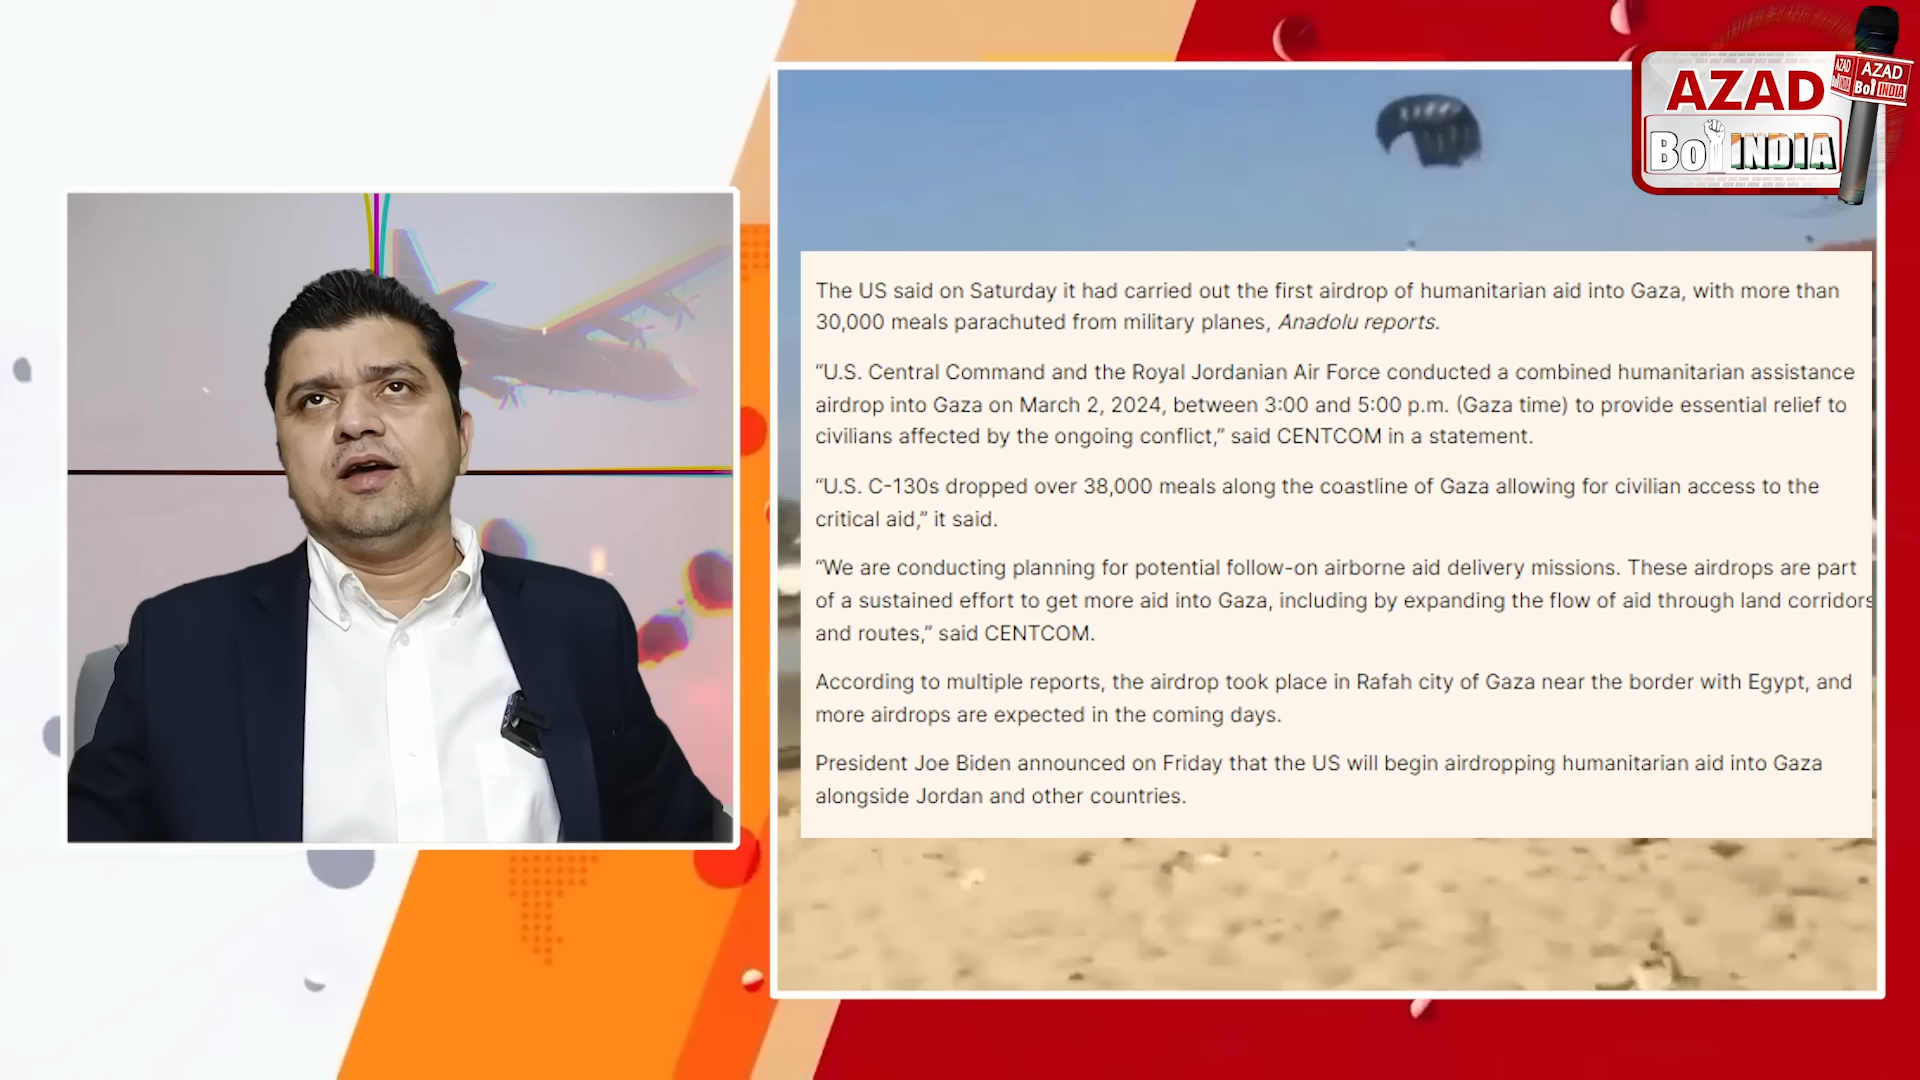 AZAD
Bol INDIA
AZAD
Bol INDIA
AZAD
Bol INDIA
The US said on Saturday it had carried out the first airdrop of humanitarian aid into Gaza, with more than
30,000 meals parachuted from military planes, Anadolu reports.
“U.S. Central Command and the Royal Jordanian Air Force conducted a combined humanitarian assistance
airdrop into Gaza on March 2, 2024, between 3:00 and 5:00 p.m. (Gaza time) to provide essential relief to
civilians affected by the ongoing conflict,” said CENTCOM in a statement.
“U.S. C-130s dropped over 38,000 meals along the coastline of Gaza allowing for civilian access to the
critical aid,” it said.
“We are conducting planning for potential follow-on airborne aid delivery missions. These airdrops are part
of a sustained effort to get more aid into Gaza, including by expanding the flow of aid through land corridors
and routes,” said CENTCOM.
According to multiple reports, the airdrop took place in Rafah city of Gaza near the border with Egypt, and
more airdrops are expected in the coming days.
President Joe Biden announced on Friday that the US will begin airdropping humanitarian aid into Gaza
alongside Jordan and other countries.